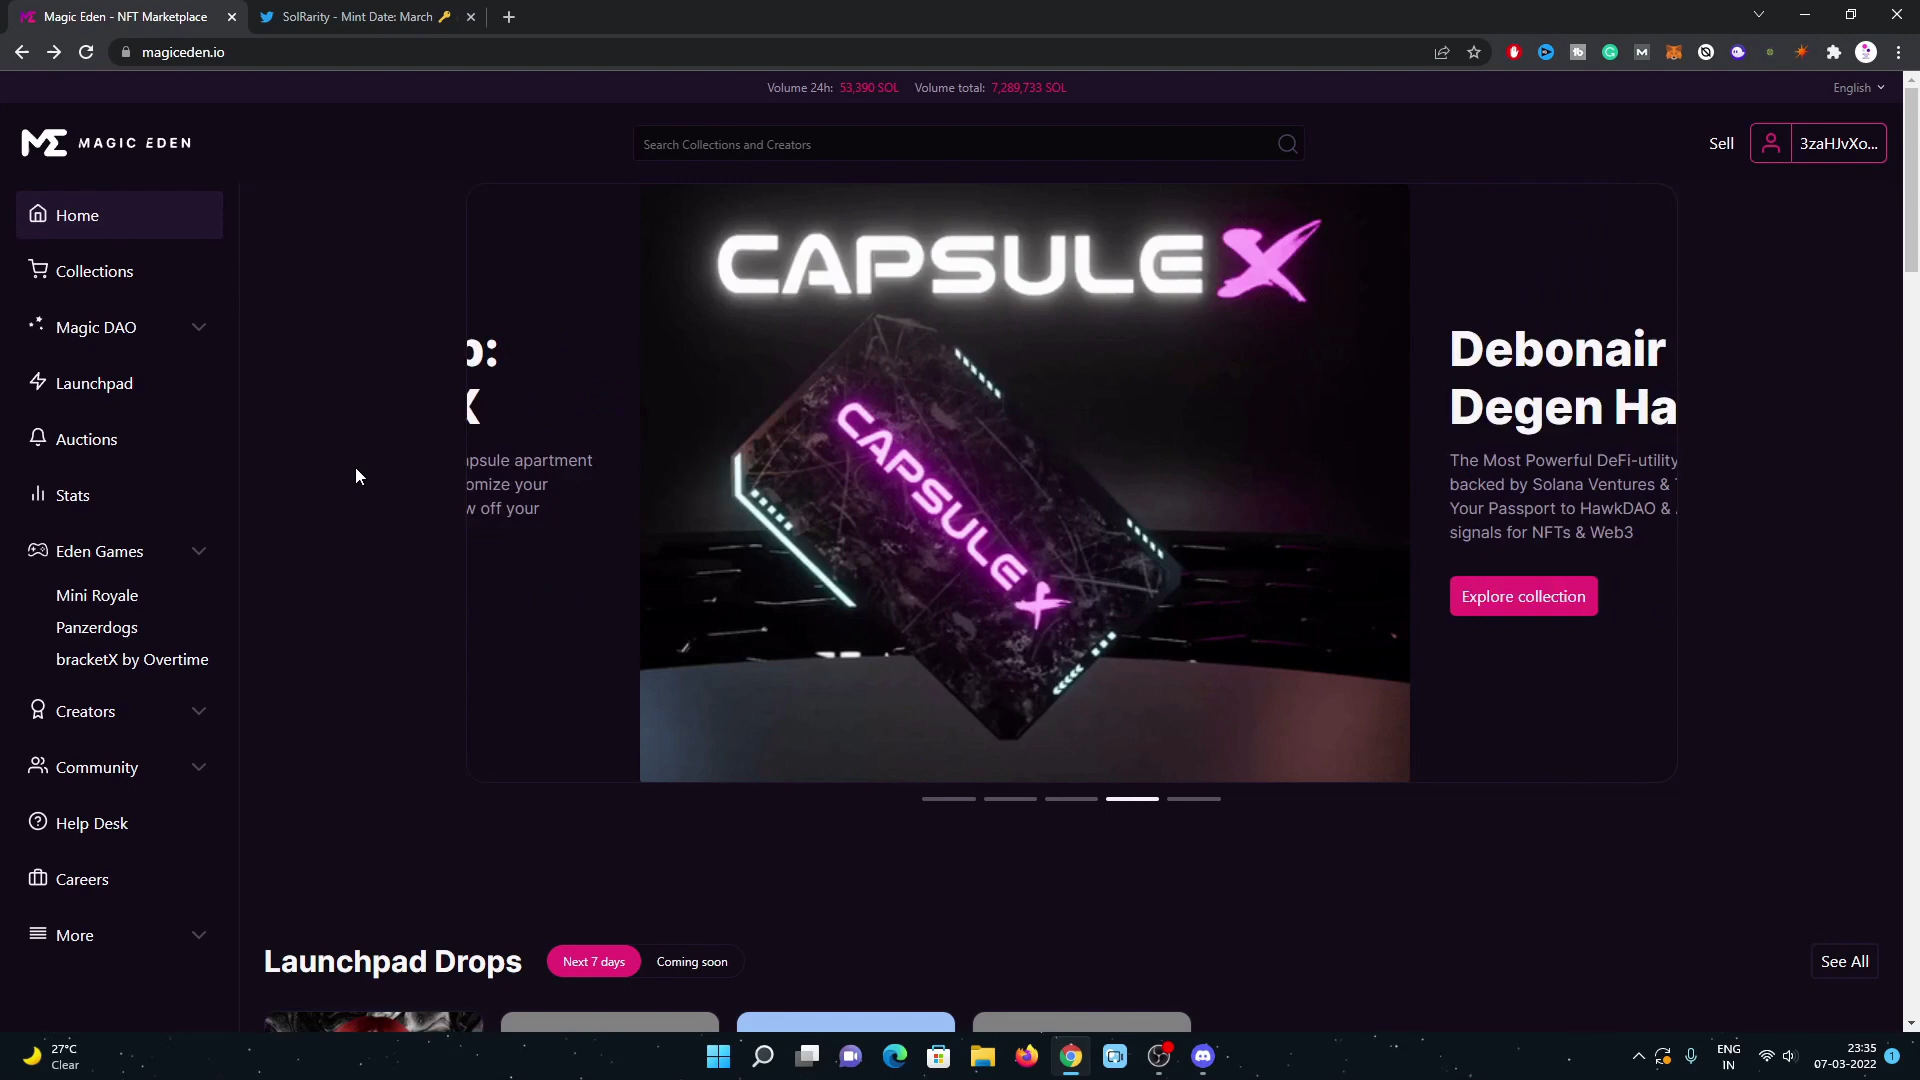 Magic Eden - NFT Marketplace
SolRarity - Mint Date: March
magiceden.io
Volume 24h: 53,390 SOL Volume total: 7,289,733 SOL
English
MAGIC EDEN
Search Collections and Creators
Sell
3zaHJvXo...
Home
Collections
Magic DAO
Launchpad
Auctions
Stats
Eden Games
Mini Royale
Panzerdogs
bracketX by Overtime
Creators
Community
Help Desk
Careers
More
p:
X
apsule apartment
omize your
w off your
CAPSULEX
CAPSULEX
Debonair
Degen Ha
The Most Powerful DeFi-utility
backed by Solana Ventures &
Your Passport to HawkDAO &
signals for NFTs & Web3
Explore collection
Launchpad Drops
Next 7 days
Coming soon
See All
27°C
Clear
ENG
IN
23:35
07-03-2022
1